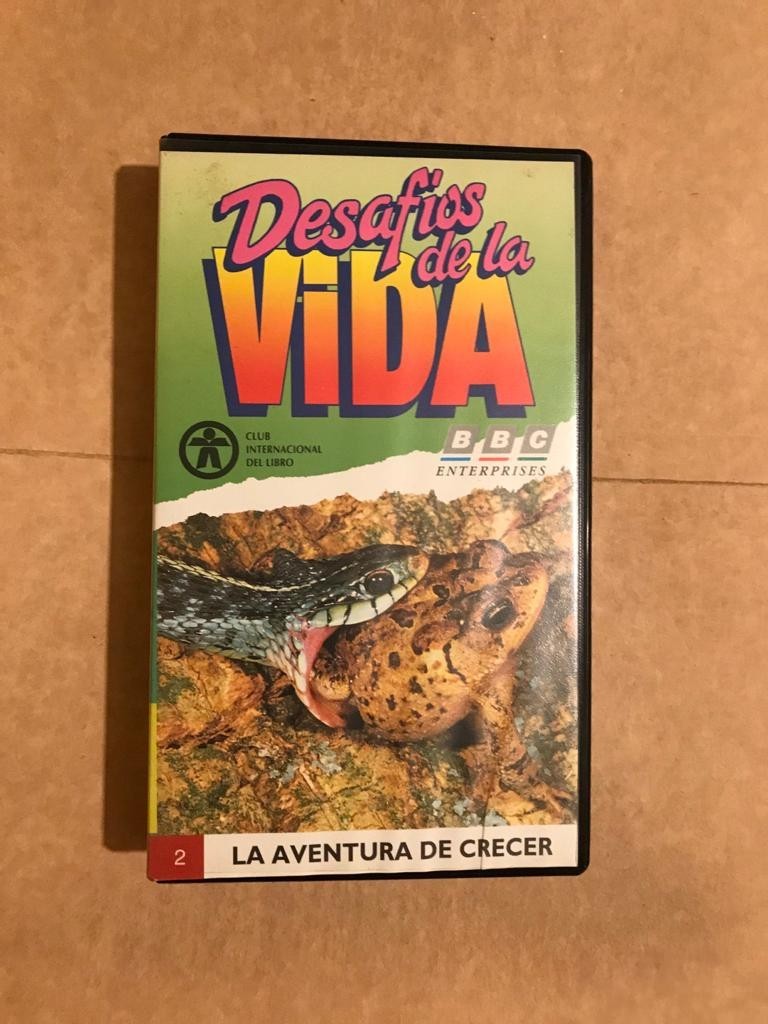 Desafíos
de la
ViDA
CLUB
INTERNACIONAL
DEL LIBRO
BBC
ENTERPRISES
2
LA AVENTURA DE CRECER